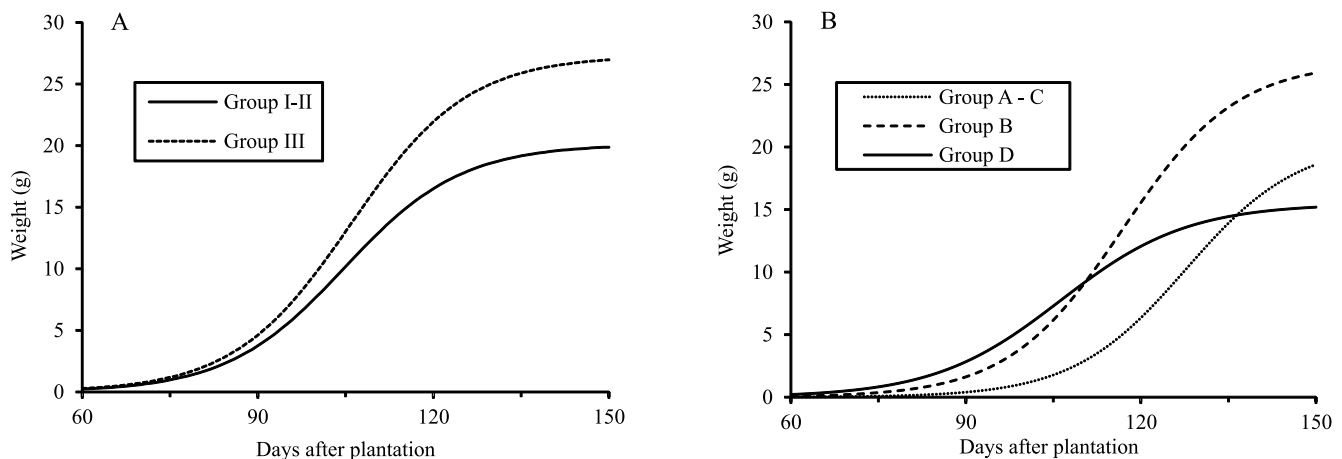 A
Weight (g)
30
25
20
15
10
5
0
Group I-II
Group III
60
90
120
150
Days after plantation
B
Weight (g)
30
25
20
15
10
5
0
Group A - C
Group B
Group D
60
90
120
150
Days after plantation